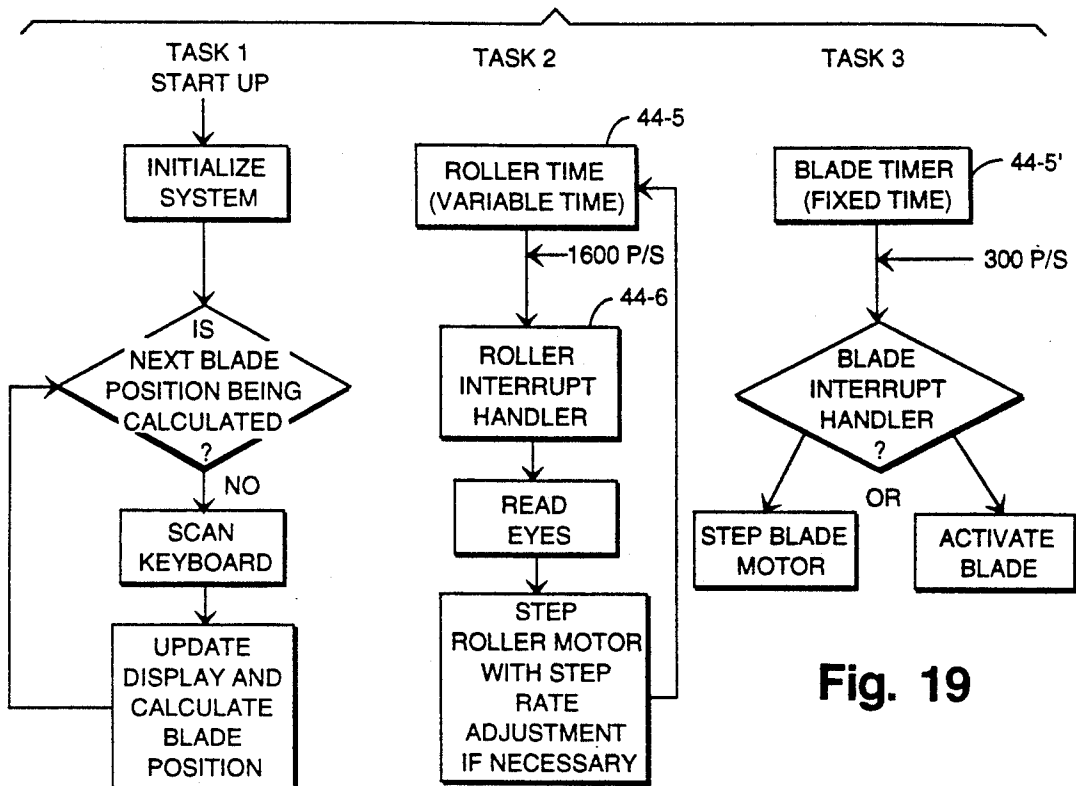 TASK 1
START UP
INITIALIZE
SYSTEM
IS
NEXT BLADE
POSITION BEING
CALCULATED
?
NO
SCAN
KEYBOARD
UPDATE
DISPLAY AND
CALCULATE
BLADE
POSITION
TASK 2
44-5
ROLLER TIME
(VARIABLE TIME)
1600 P/S
44-6
ROLLER
INTERRUPT
HANDLER
READ
EYES
STEP
ROLLER MOTOR
WITH STEP
RATE
ADJUSTMENT
IF NECESSARY
TASK 3
44-5'
BLADE TIMER
(FIXED TIME)
300 P/S
BLADE
INTERRUPT
HANDLER
?
OR
STEP BLADE
MOTOR
ACTIVATE
BLADE
Fig. 19